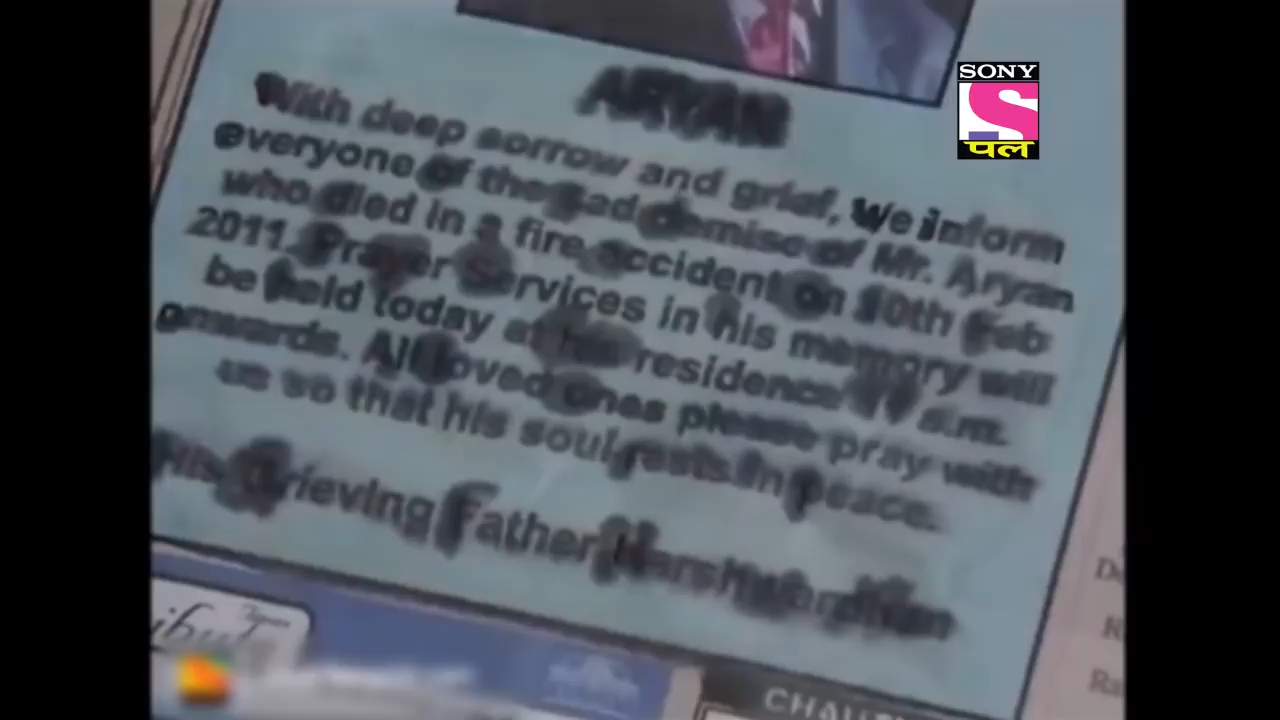 SONY
S
पल
ARYAN
With deep sorrow and grief, We inform
everyone of the sad demise of Mr. Aryan
who died in a fire accident on 10th Feb
2011. Prayer Services in his memory will
be held today at his residence 11 a.m.
onwards. All loved ones please pray with
us so that his soul rests in peace.
His Grieving Father Harshvardhan